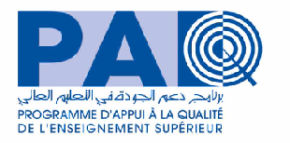 PAQ
برنامج دعم الجودة في التعليم العالي
PROGRAMME D'APPUI À LA QUALITÉ
DE L'ENSEIGNEMENT SUPÉRIEUR